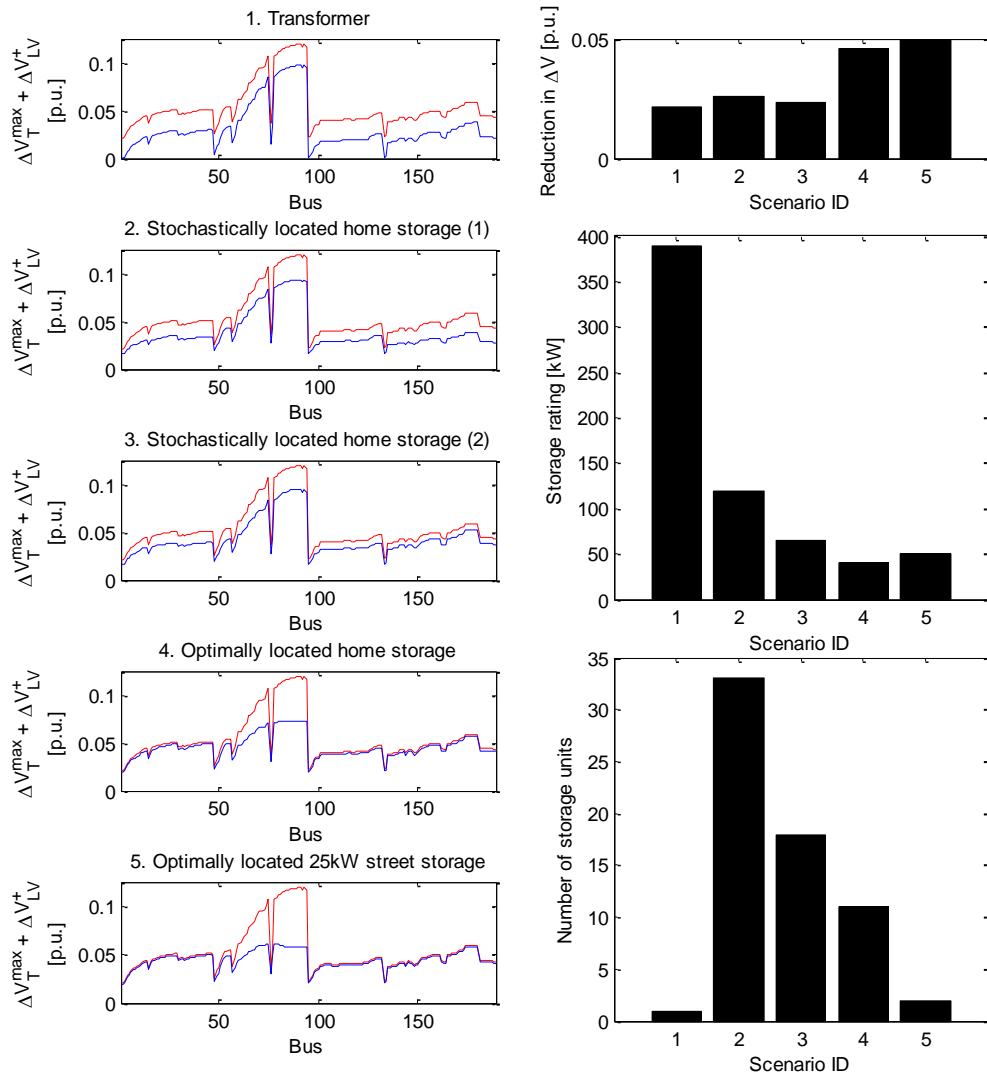 1. Transformer
ΔV_T^max + ΔV_LV^+
[p.u.]
0.1
0.05
0
50
100
150
Bus
2. Stochastically located home storage (1)
ΔV_T^max + ΔV_LV^+
[p.u.]
0.1
0.05
0
50
100
150
Bus
3. Stochastically located home storage (2)
ΔV_T^max + ΔV_LV^+
[p.u.]
0.1
0.05
0
50
100
150
Bus
4. Optimally located home storage
ΔV_T^max + ΔV_LV^+
[p.u.]
0.1
0.05
0
50
100
150
Bus
5. Optimally located 25kW street storage
ΔV_T^max + ΔV_LV^+
[p.u.]
0.1
0.05
0
50
100
150
Bus
Reduction in ΔV [p.u.]
0.05
0
1
2
3
4
5
Scenario ID
Storage rating [kW]
400
350
300
250
200
150
100
50
0
1
2
3
4
5
Scenario ID
Number of storage units
35
30
25
20
15
10
5
0
1
2
3
4
5
Scenario ID